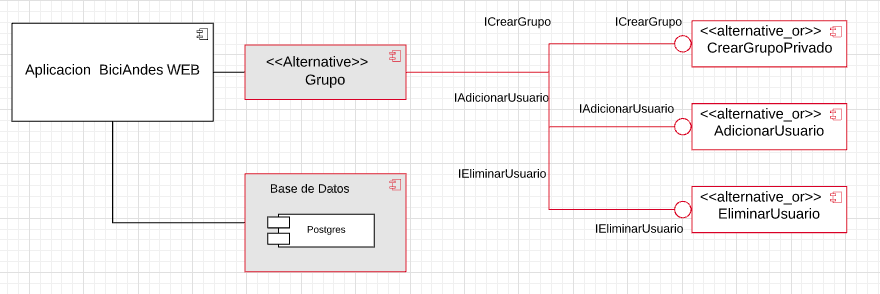 ICrearGrupo
ICrearGrupo
<<alternative_or>>
CrearGrupoPrivado
Aplicacion  BiciAndes WEB
<<Alternative>>
Grupo
IAdicionarUsuario
IAdicionarUsuario
<<alternative_or>>
AdicionarUsuario
IEliminarUsuario
Base de Datos
Postgres
<<alternative_or>>
EliminarUsuario
IEliminarUsuario